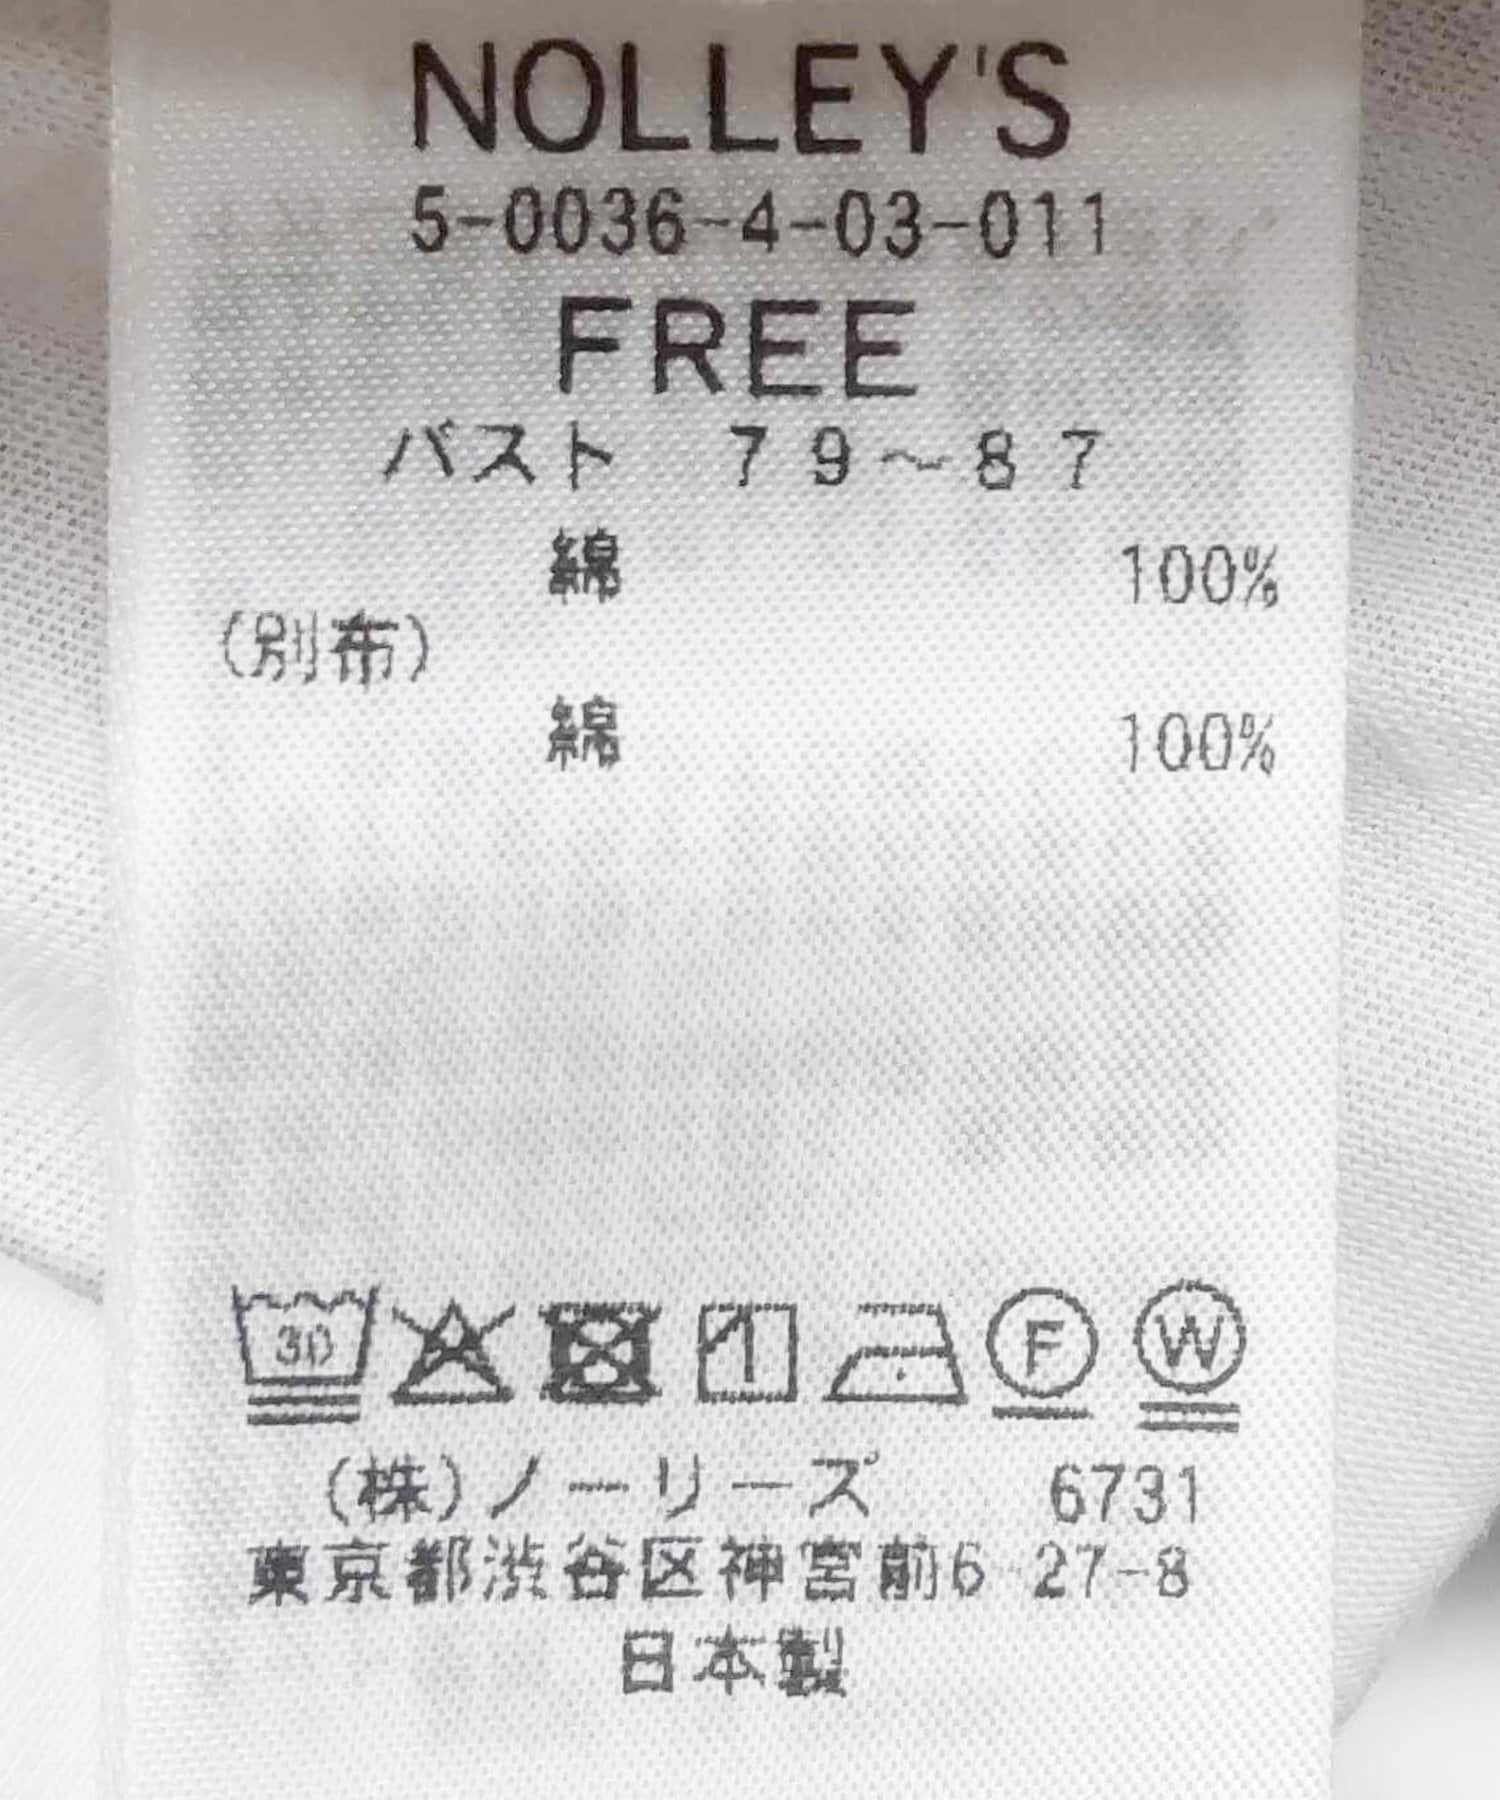 NOLLEY'S
5-0036-4-03-011
FREE
バスト 79～87
綿 100%
(別布)
綿 100%
30 1 F W
(株)ノーリーズ 6731
東京都渋谷区神宮前6 27-8
日本製